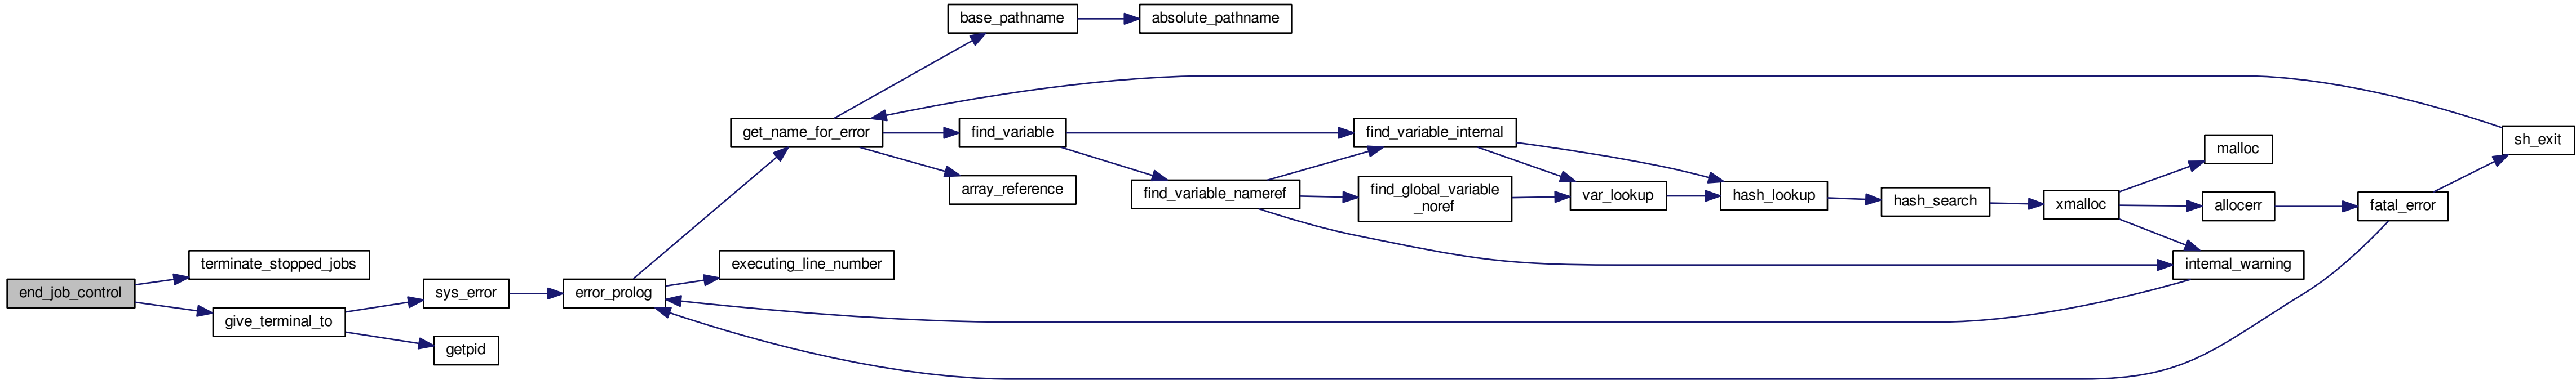 base_pathname
absolute_pathname
get_name_for_error
find_variable
find_variable_internal
malloc
sh_exit
array_reference
find_variable_nameref
find_global_variable
_noref
var_lookup
hash_lookup
hash_search
xmalloc
allocerr
fatal_error
terminate_stopped_jobs
executing_line_number
internal_warning
end_job_control
sys_error
error_prolog
give_terminal_to
getpid